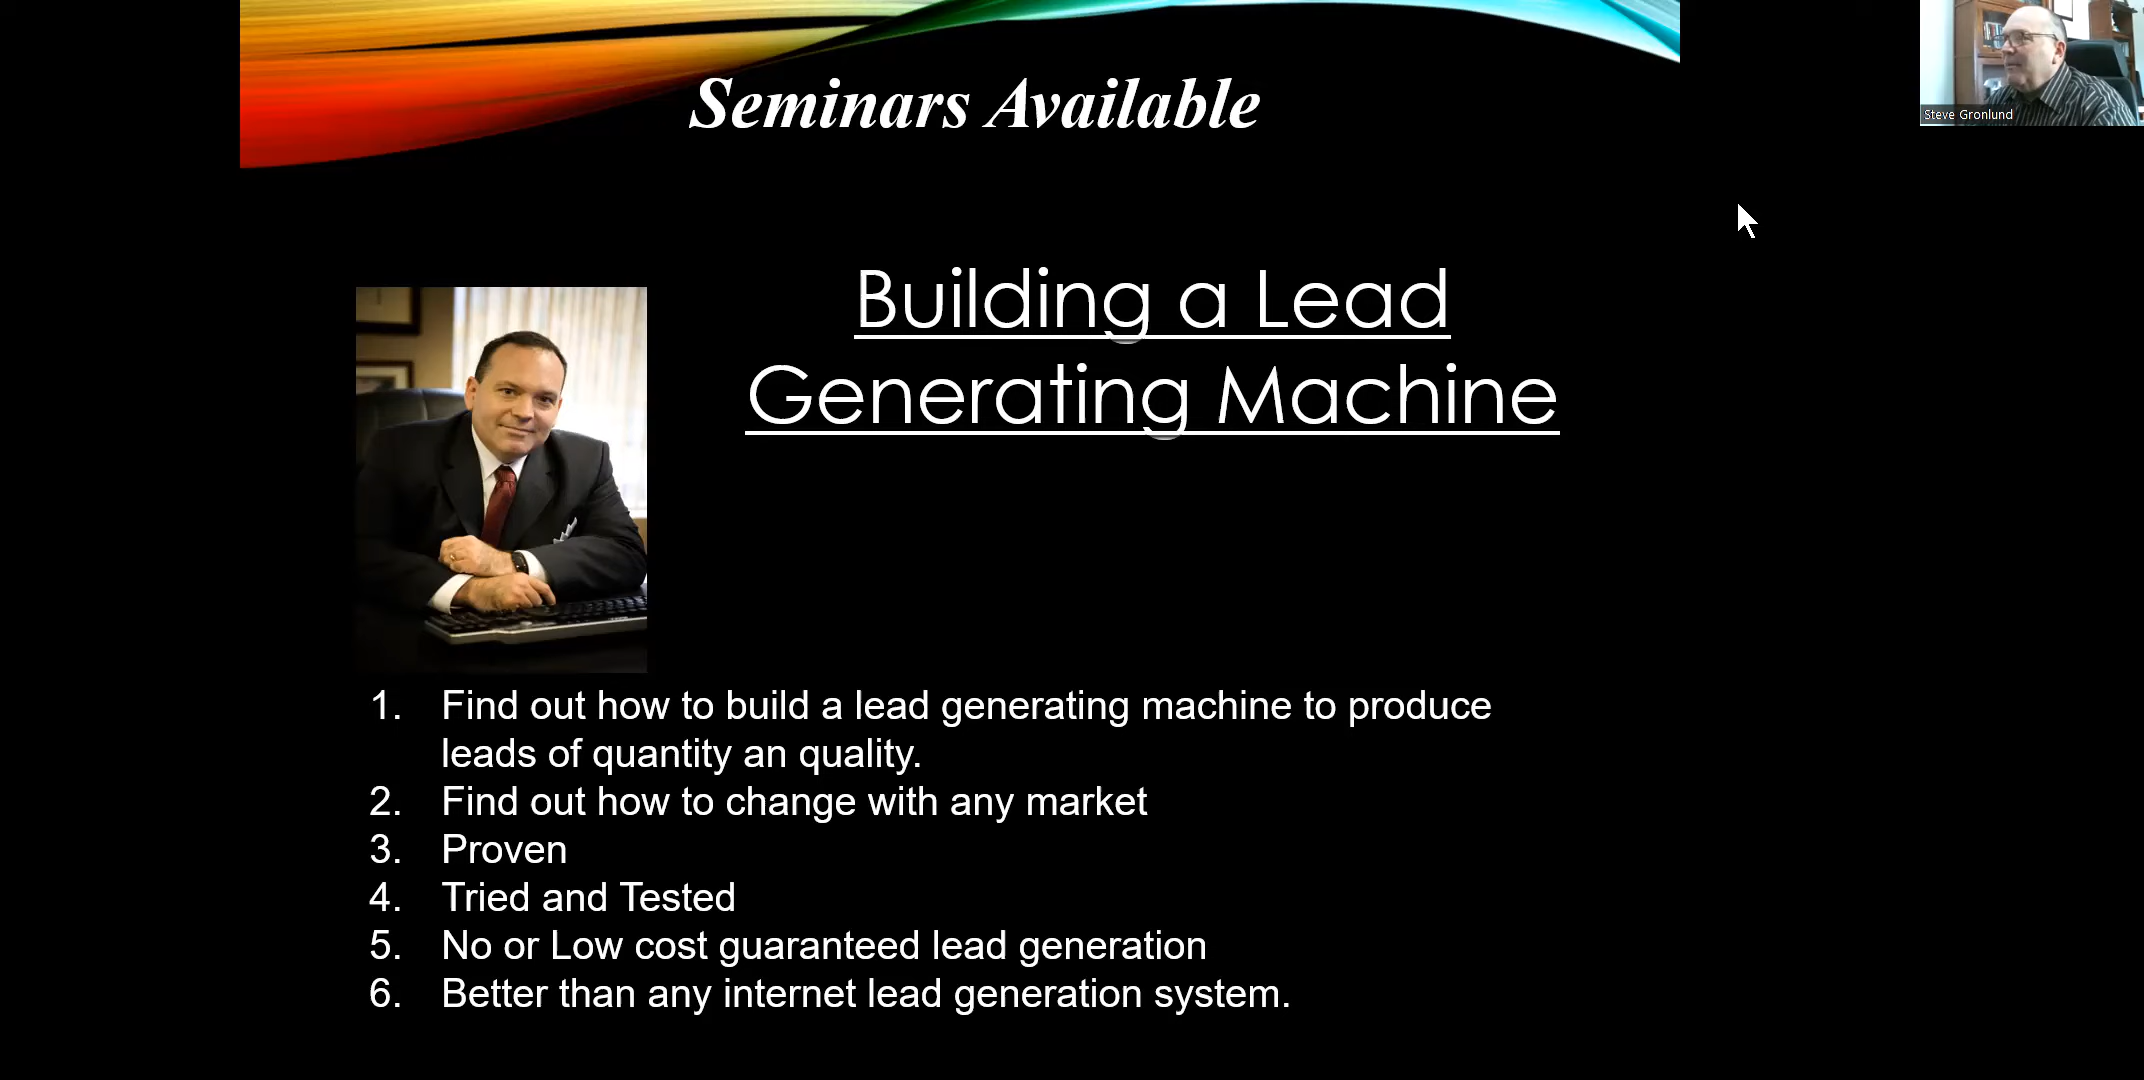 Seminars Available
Steve Gronlund
Building a Lead
Generating Machine
1. Find out how to build a lead generating machine to produce
leads of quantity an quality.
2. Find out how to change with any market
3. Proven
4. Tried and Tested
5. No or Low cost guaranteed lead generation
6. Better than any internet lead generation system.